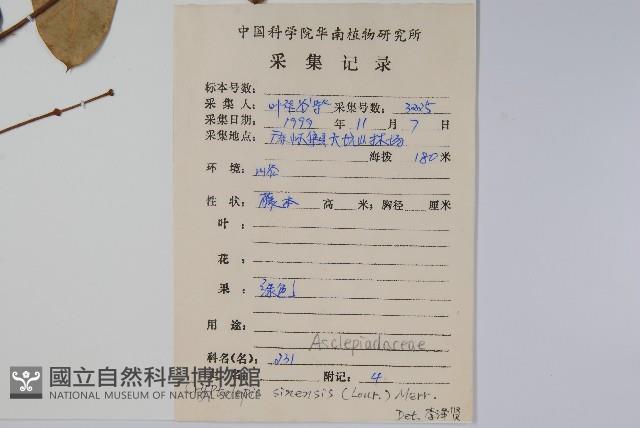 中国科学院华南植物研究所
采集记录
标本号数:
采集人: 叶华谷 采集号数: 3225
采集日期: 1999 年 11 月 7 日
采集地点: 广东怀集县大坑山林场
海拔 180 米
环境: 山谷
性状: 藤本 高 米; 胸径 厘米
叶:
花:
果: 绿色
用途:
Asclepiadaceae
科名(名): 231
附记: 4
國立自然科學博物館
NATIONAL MUSEUM OF NATURAL SCIENCE
sinensis (Lour.) Merr.
Det.